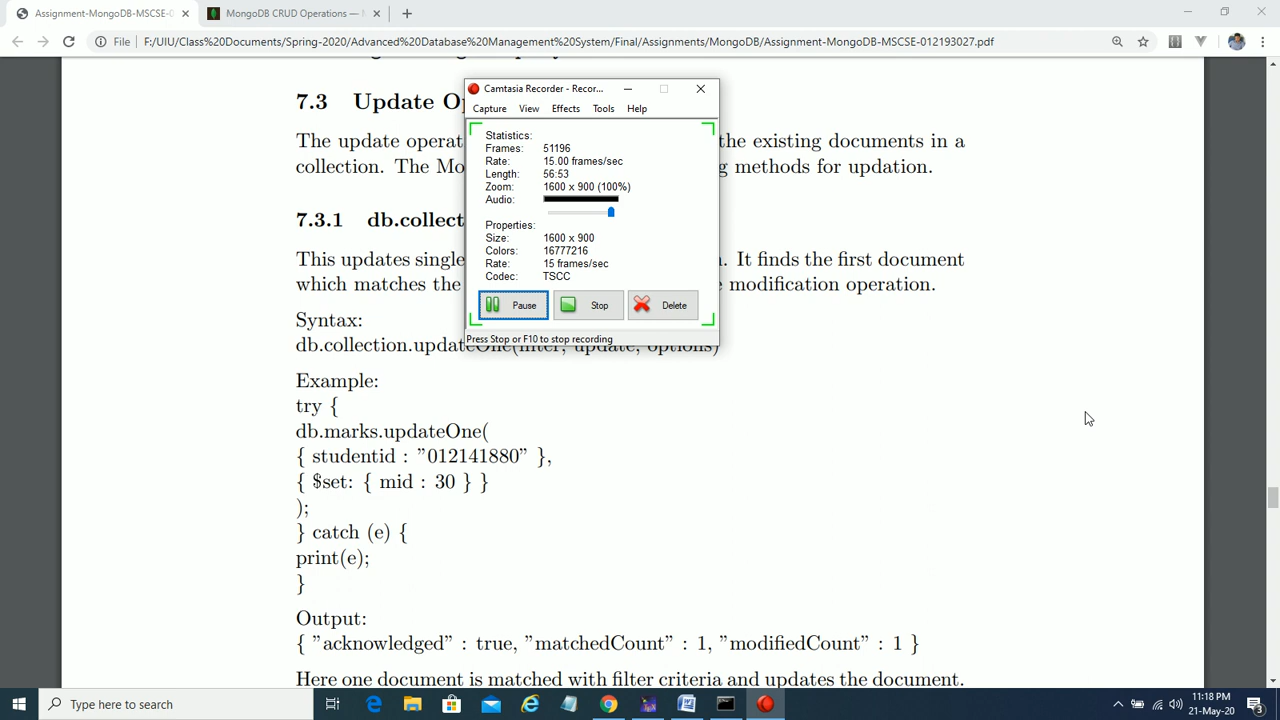 Assignment-MongoDB-MSCSE-0
MongoDB CRUD Operations —
File
F:/UIU/Class%20Documents/Spring-2020/Advanced%20Database%20Management%20System/Final/Assignments/MongoDB/Assignment-MongoDB-MSCSE-012193027.pdf
7.3 Update Op
The update operat the existing documents in a
collection. The Mo g methods for updation.
7.3.1 db.collect
This updates single . It finds the first document
which matches the e modification operation.
Syntax:
db.collection.updateOne(filter, update, options)
Example:
try {
db.marks.updateOne(
{ studentid : ”012141880” },
{ $set: { mid : 30 } }
);
} catch (e) {
print(e);
}
Output:
{ ”acknowledged” : true, ”matchedCount” : 1, ”modifiedCount” : 1 }
Here one document is matched with filter criteria and updates the document.
Camtasia Recorder - Recor...
Capture View Effects Tools Help
Statistics:
Frames: 51196
Rate: 15.00 frames/sec
Length: 56:53
Zoom: 1600 x 900 (100%)
Audio:
Properties:
Size: 1600 x 900
Colors: 16777216
Rate: 15 frames/sec
Codec: TSCC
Pause Stop Delete
Press Stop or F10 to stop recording
Type here to search
11:18 PM
21-May-20
3